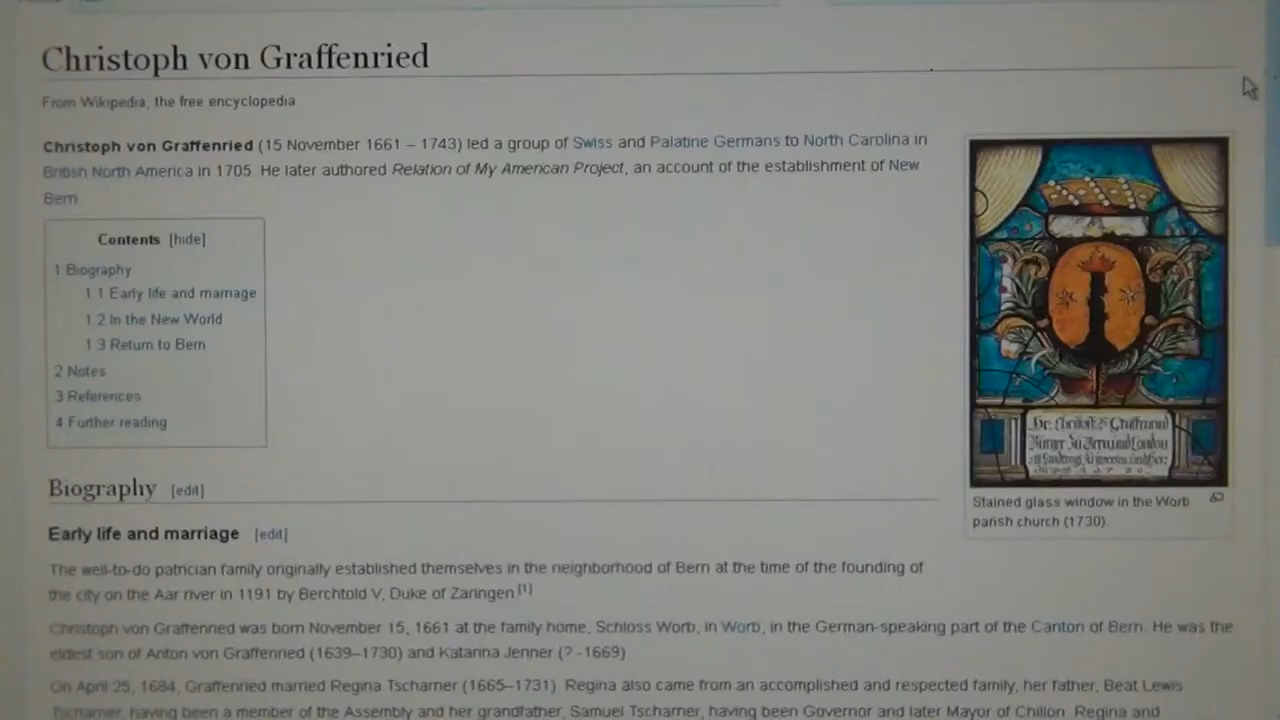 Christoph von Graffenried
From Wikipedia, the free encyclopedia
Christoph von Graffenried (15 November 1661 – 1743) led a group of Swiss and Palatine Germans to North Carolina in
British North America in 1705. He later authored Relation of My American Project, an account of the establishment of New
Bern.
Contents [hide]
1 Biography
1.1 Early life and marriage
1.2 In the New World
1.3 Return to Bern
2 Notes
3 References
4 Further reading
Stained glass window in the Worb
parish church (1730).
Biography [edit]
Early life and marriage [edit]
The well-to-do patrician family originally established themselves in the neighborhood of Bern at the time of the founding of
the city on the Aar river in 1191 by Berchtold V, Duke of Zaringen.[1]
Christoph von Graffenried was born November 15, 1661 at the family home, Schloss Worb, in Worb, in the German-speaking part of the Canton of Bern. He was the
eldest son of Anton von Graffenried (1639–1730) and Katarina Jenner (? -1669)
On April 25, 1684, Graffenried married Regina Tscharner (1665–1731). Regina also came from an accomplished and respected family, her father, Beat Lewis
Tscharner, having been a member of the Assembly and her grandfather, Samuel Tscharner, having been Governor and later Mayor of Chillon. Regina and